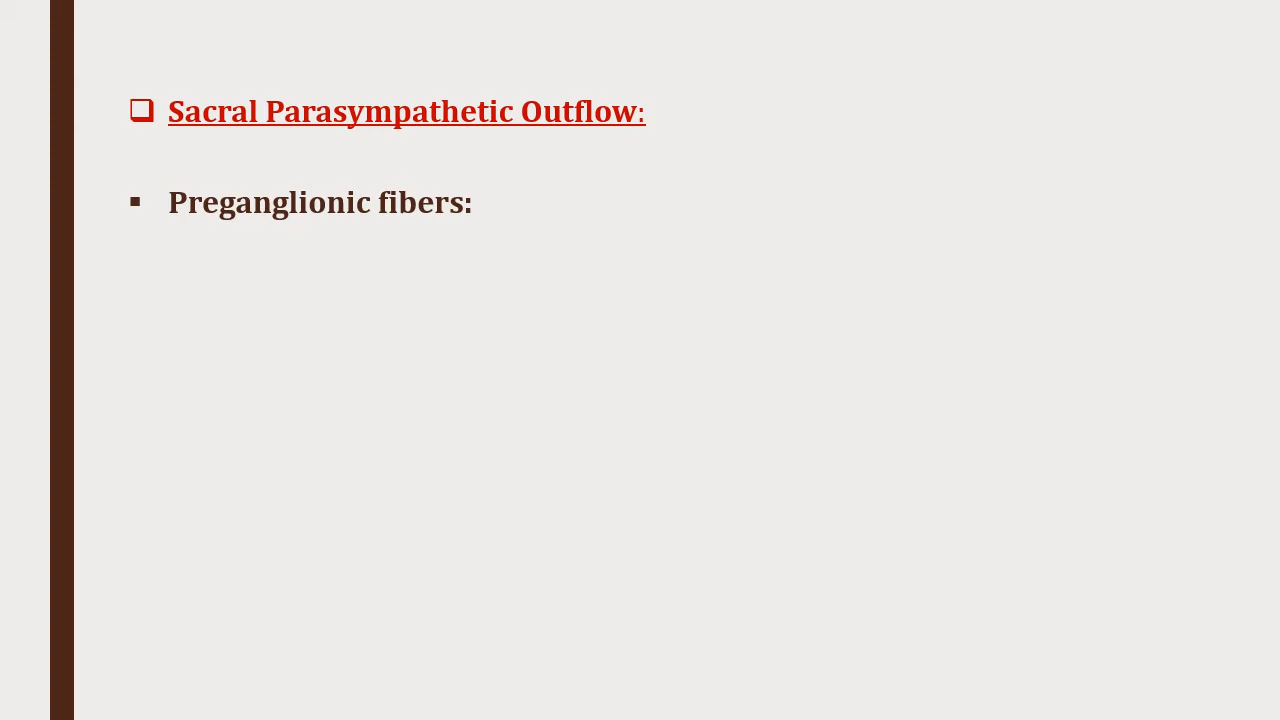 ❑ Sacral Parasympathetic Outflow:
▪ Preganglionic fibers: